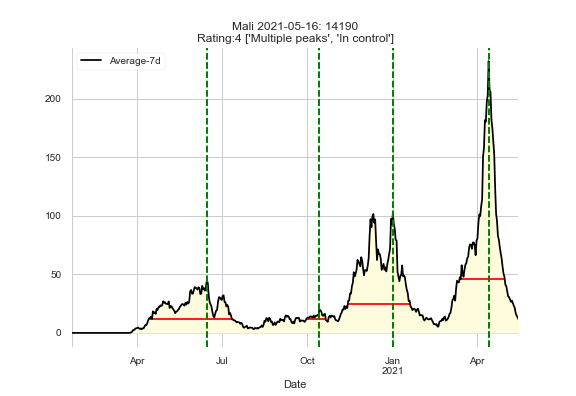 Mali 2021-05-16: 14190
Rating:4 ['Multiple peaks', 'In control']
Average-7d
200
150
100
50
0
Apr
Jul
Oct
Jan
2021
Apr
Date